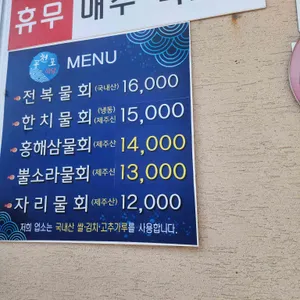 휴무 매주
MENU
전복물회 (국내산) 16,000
한치물회 (냉동) 제주산 15,000
홍해삼물회 (제주산) 14,000
뿔소라물회 (제주산) 13,000
자리물회 (제주산) 12,000
저희 업소는 국내산 쌀·김치·고추가루를 사용합니다.